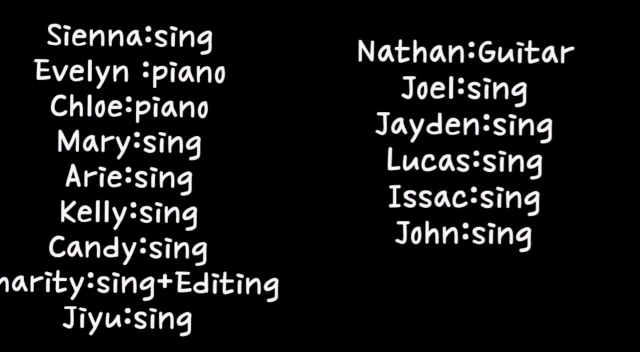 Sienna:sing
Evelyn :piano
Chloe:piano
Mary:sing
Arie:sing
Kelly:sing
Candy:sing
harity:sing+Editing
Jiyu:sing
Nathan:Guitar
Joel:sing
Jayden:sing
Lucas:sing
Issac:sing
John:sing